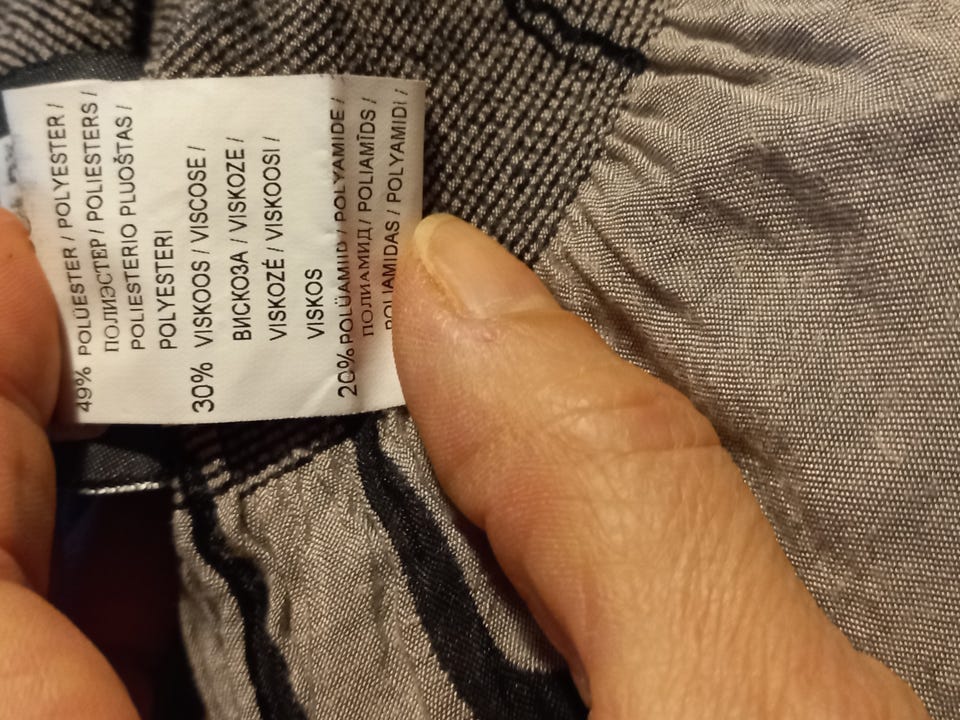 49% POLÜESTER / POLYESTER /
ПОЛИЭСТЕР / POLIESTERS /
POLIESTERIO PLUOŠTAS /
POLYESTERI
30% VISKOOS / VISCOSE /
ВИСКОЗА / VISKOZE /
VISKOZĖ / VISKOOSI /
VISKOS
20% POLÜAMIID / POLYAMIDE /
ПОЛИАМИД / POLIAMĪDS /
POLIAMIDAS / POLYAMIDI /